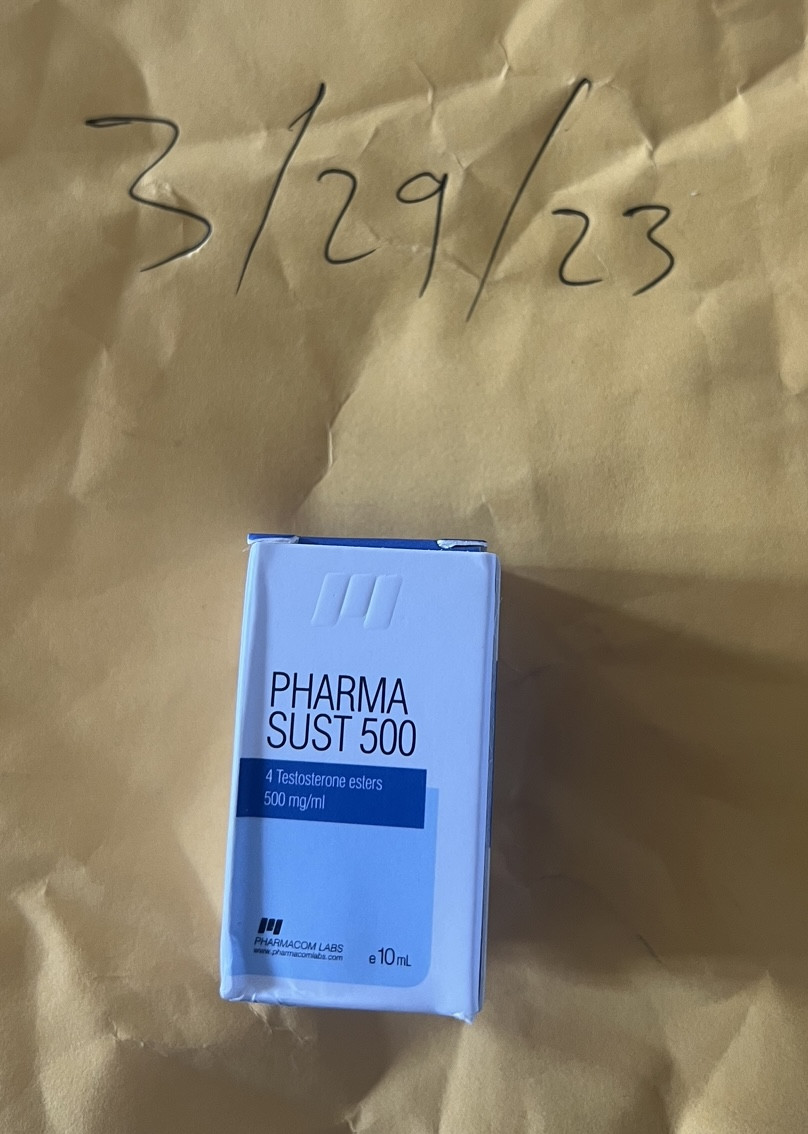 3/29/23
PHARMA
SUST 500
4 Testosterone esters
500 mg/ml
PHARMACOM LABS
www.pharmacomlabs.com
e 10 mL